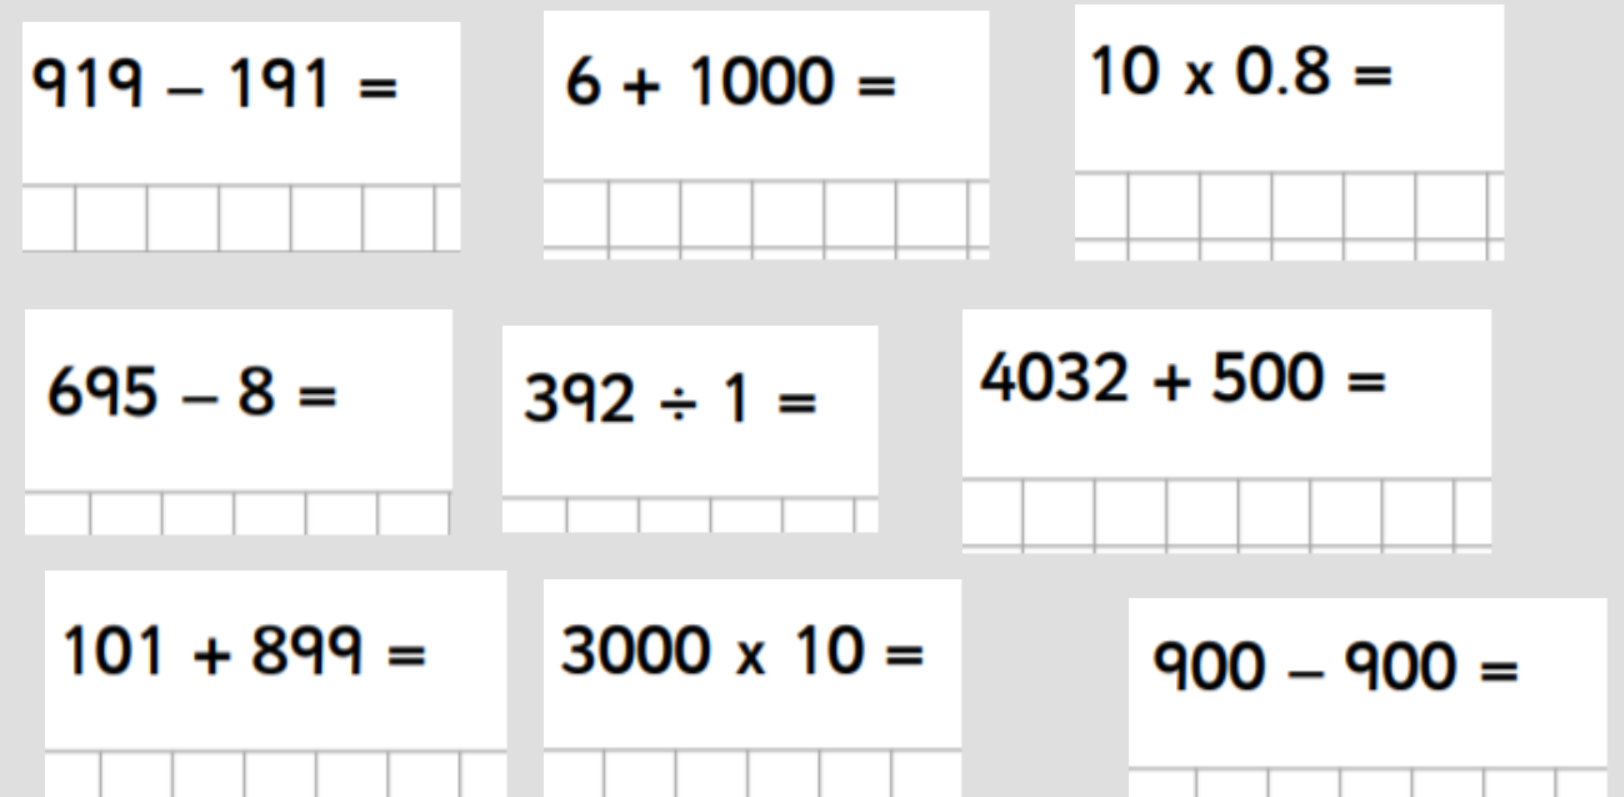 919 – 191 =
6 + 1000 =
10 x 0.8 =
695 – 8 =
392 ÷ 1 =
4032 + 500 =
101 + 899 =
3000 x 10 =
900 – 900 =